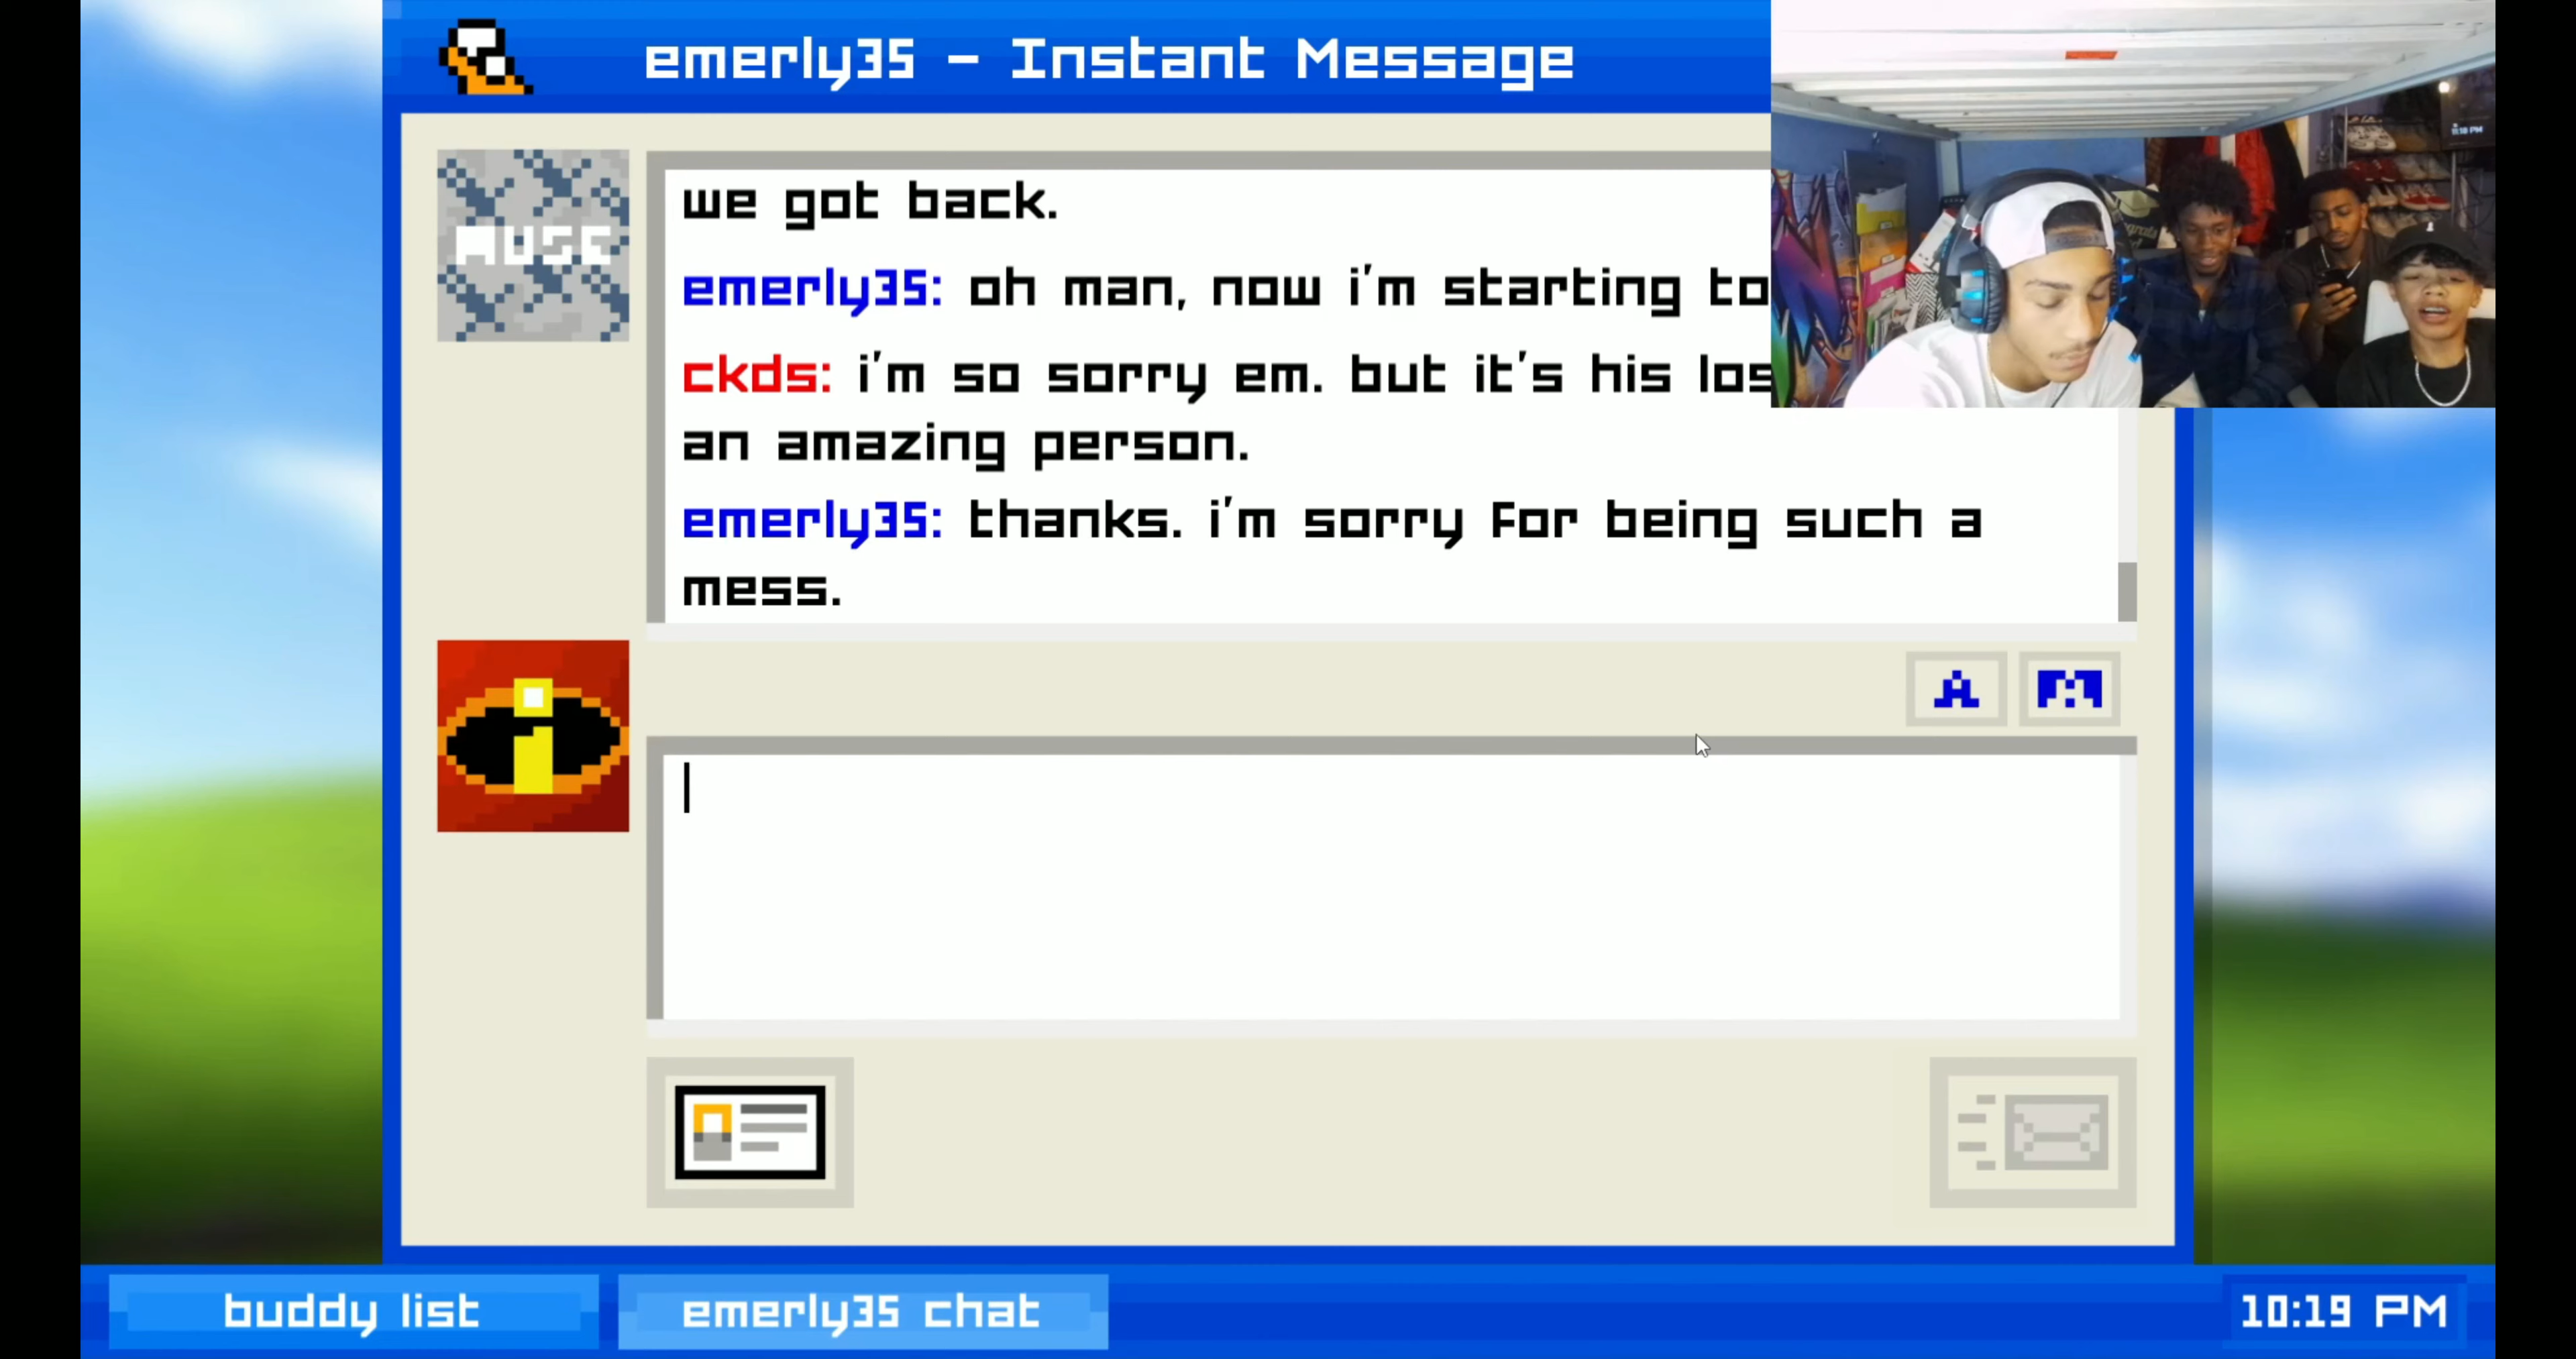 emerly35 – Instant Message
MUSE
we got back.
emerly35: oh man, now i'm starting to
ckds: i'm so sorry em. but it's his los
an amazing person.
emerly35: thanks. i'm sorry for being such a
mess.
i
A
buddy list
emerly35 chat
10:19 PM